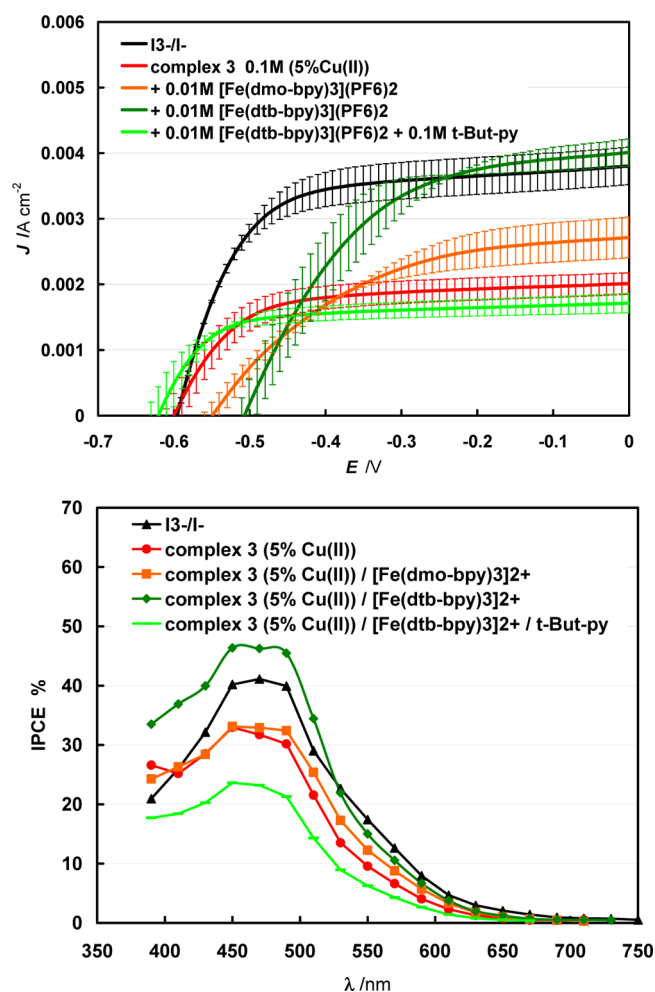 0.006
0.005
0.004
0.003
0.002
0.001
0
J /A cm-2
I3-/I-
complex 3 0.1M (5%Cu(II))
+ 0.01M [Fe(dmo-bpy)3](PF6)2
+ 0.01M [Fe(dtb-bpy)3](PF6)2
+ 0.01M [Fe(dtb-bpy)3](PF6)2 + 0.1M t-But-py
-0.7 -0.6 -0.5 -0.4 -0.3 -0.2 -0.1 0
E /V
70
60
50
40
30
20
10
0
IPCE %
I3-/I-
complex 3 (5% Cu(II))
complex 3 (5% Cu(II)) / [Fe(dmo-bpy)3]2+
complex 3 (5% Cu(II)) / [Fe(dtb-bpy)3]2+
complex 3 (5% Cu(II)) / [Fe(dtb-bpy)3]2+ / t-But-py
350 400 450 500 550 600 650 700 750
λ /nm